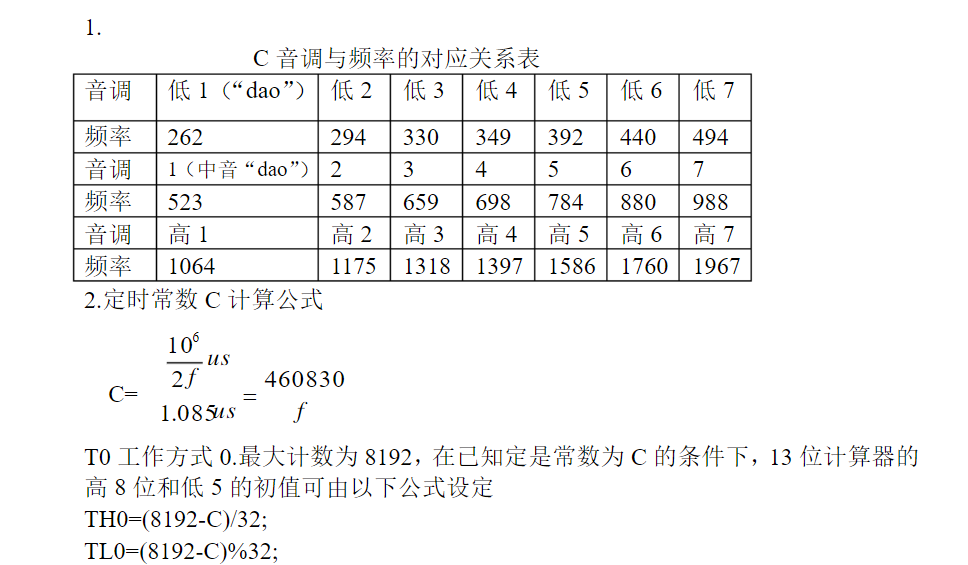 1.
C 音调与频率的对应关系表
音调 低 1（“dao”） 低 2 低 3 低 4 低 5 低 6 低 7
频率 262 294 330 349 392 440 494
音调 1（中音“dao”） 2 3 4 5 6 7
频率 523 587 659 698 784 880 988
音调 高 1 高 2 高 3 高 4 高 5 高 6 高 7
频率 1064 1175 1318 1397 1586 1760 1967
2.定时常数 C 计算公式
10⁶
2f us
C= 1.085us = 460830
f
T0 工作方式 0.最大计数为 8192，在已知定是常数为 C 的条件下，13 位计算器的
高 8 位和低 5 的初值可由以下公式设定
TH0=(8192-C)/32;
TL0=(8192-C)%32;